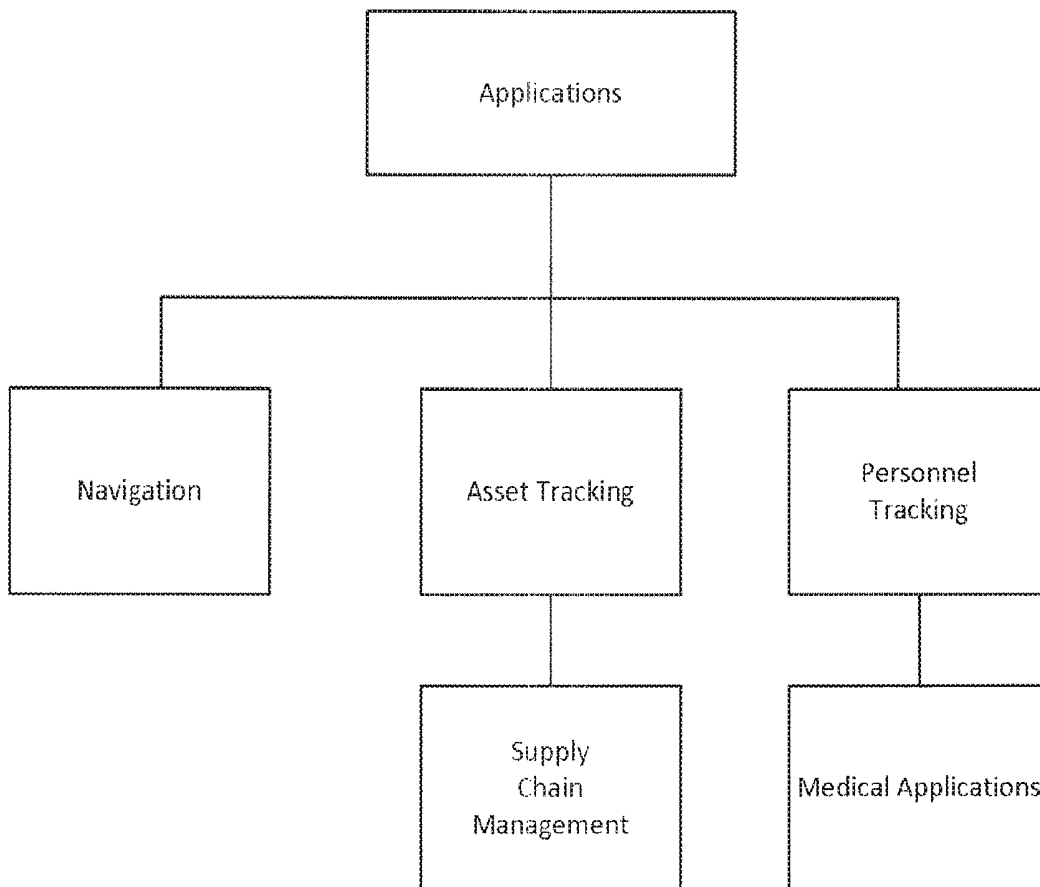 Applications
Navigation
Asset Tracking
Personnel
Tracking
Supply
Chain
Management
Medical Applications